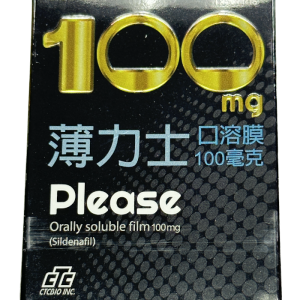 100
mg
薄力士 口溶膜
100毫克
Please
Orally soluble film 100mg
(Sildenafil)
CTC
CTCBIO INC.